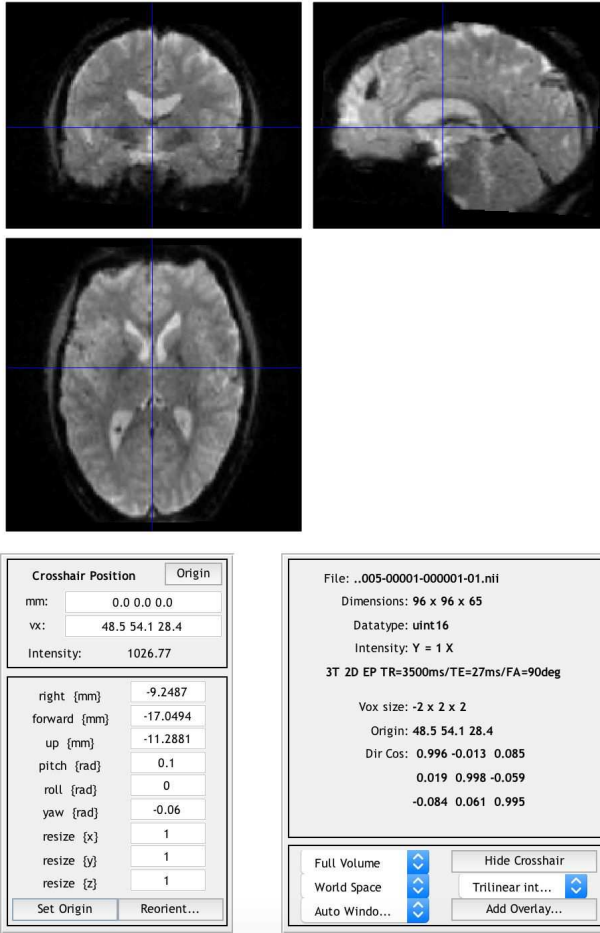 Crosshair Position Origin
mm: 0.0 0.0 0.0
vx: 48.5 54.1 28.4
Intensity: 1026.77
right {mm} -9.2487
forward {mm} -17.0494
up {mm} -11.2881
pitch {rad} 0.1
roll {rad} 0
yaw {rad} -0.06
resize {x} 1
resize {y} 1
resize {z} 1
Set Origin Reorient...
File: ..005-00001-000001-01.nii
Dimensions: 96 x 96 x 65
Datatype: uint16
Intensity: Y = 1 X
3T 2D EP TR=3500ms/TE=27ms/FA=90deg
Vox size: -2 x 2 x 2
Origin: 48.5 54.1 28.4
Dir Cos: 0.996 -0.013 0.085
0.019 0.998 -0.059
-0.084 0.061 0.995
Full Volume Hide Crosshair
World Space Trilinear int...
Auto Windo... Add Overlay...